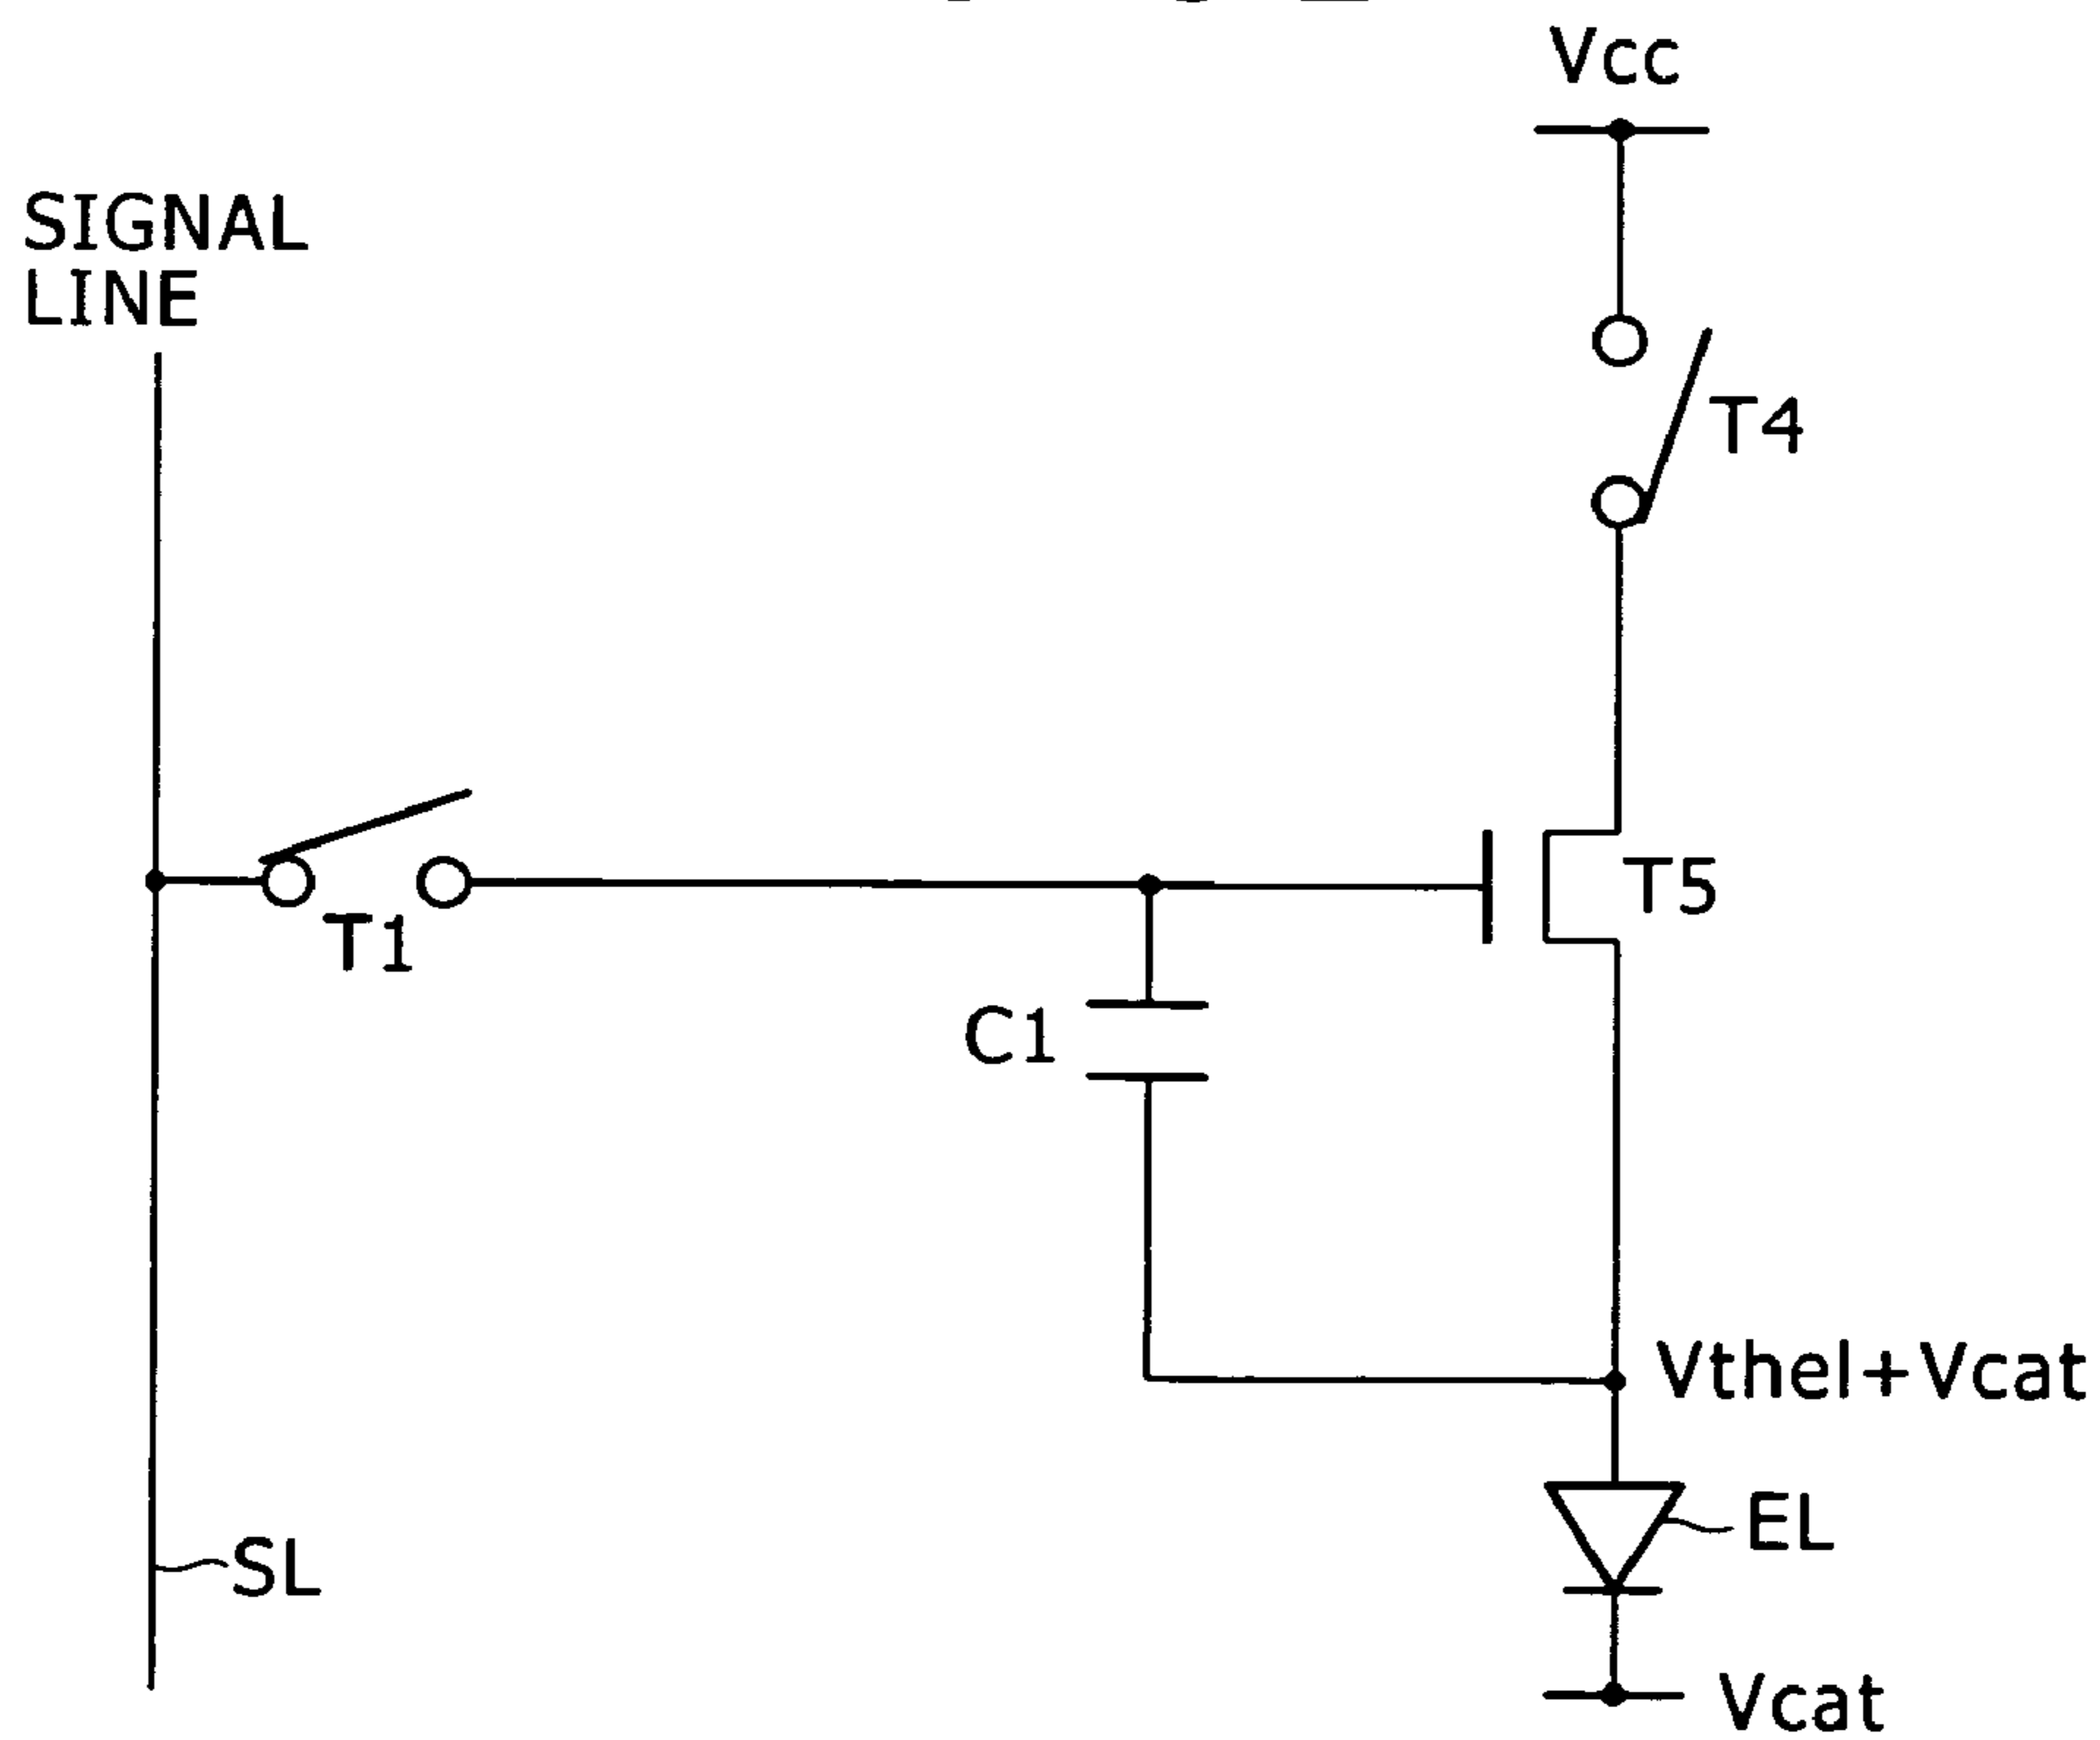 Vcc
SIGNAL
LINE
T4
T5
T1
C1
Vthel+Vcat
EL
SL
Vcat